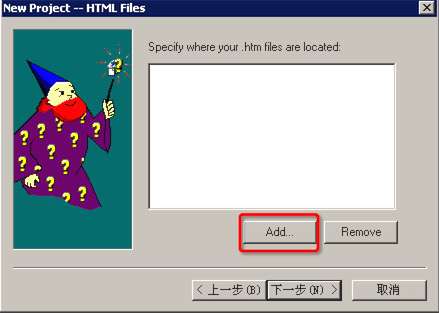 New Project -- HTML Files
Specify where your .htm files are located:
Add...
Remove
< 上一步(B)
下一步(N) >
取消